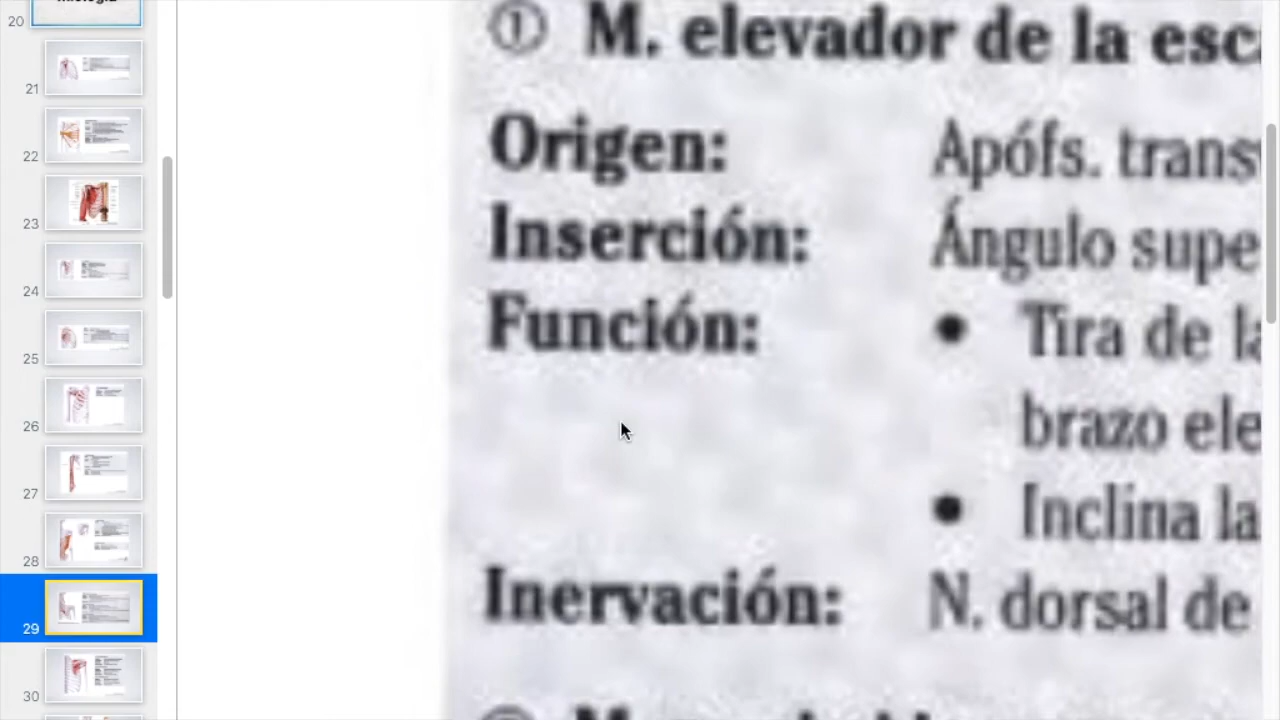 20
21
22
23
24
25
26
27
28
29
30
① M. elevador de la esc
Origen: Apófs. trans
Inserción: Ángulo supe
Función: • Tira de la
brazo ele
• Inclina la
Inervación: N. dorsal de